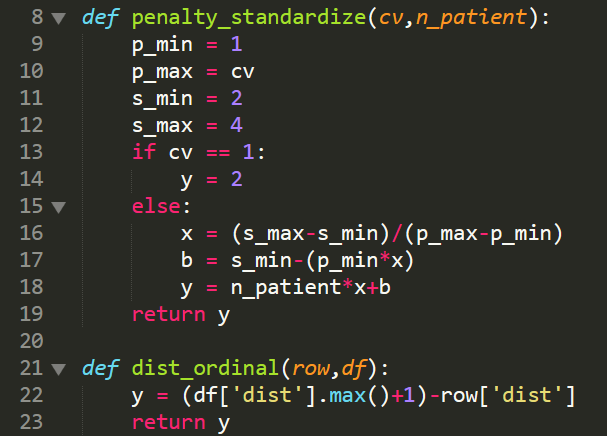 8 def penalty_standardize(cv,n_patient):
9     p_min = 1
10     p_max = cv
11     s_min = 2
12     s_max = 4
13     if cv == 1:
14         y = 2
15     else:
16         x = (s_max-s_min)/(p_max-p_min)
17         b = s_min-(p_min*x)
18         y = n_patient*x+b
19     return y
20
21 def dist_ordinal(row,df):
22     y = (df['dist'].max()+1)-row['dist']
23     return y